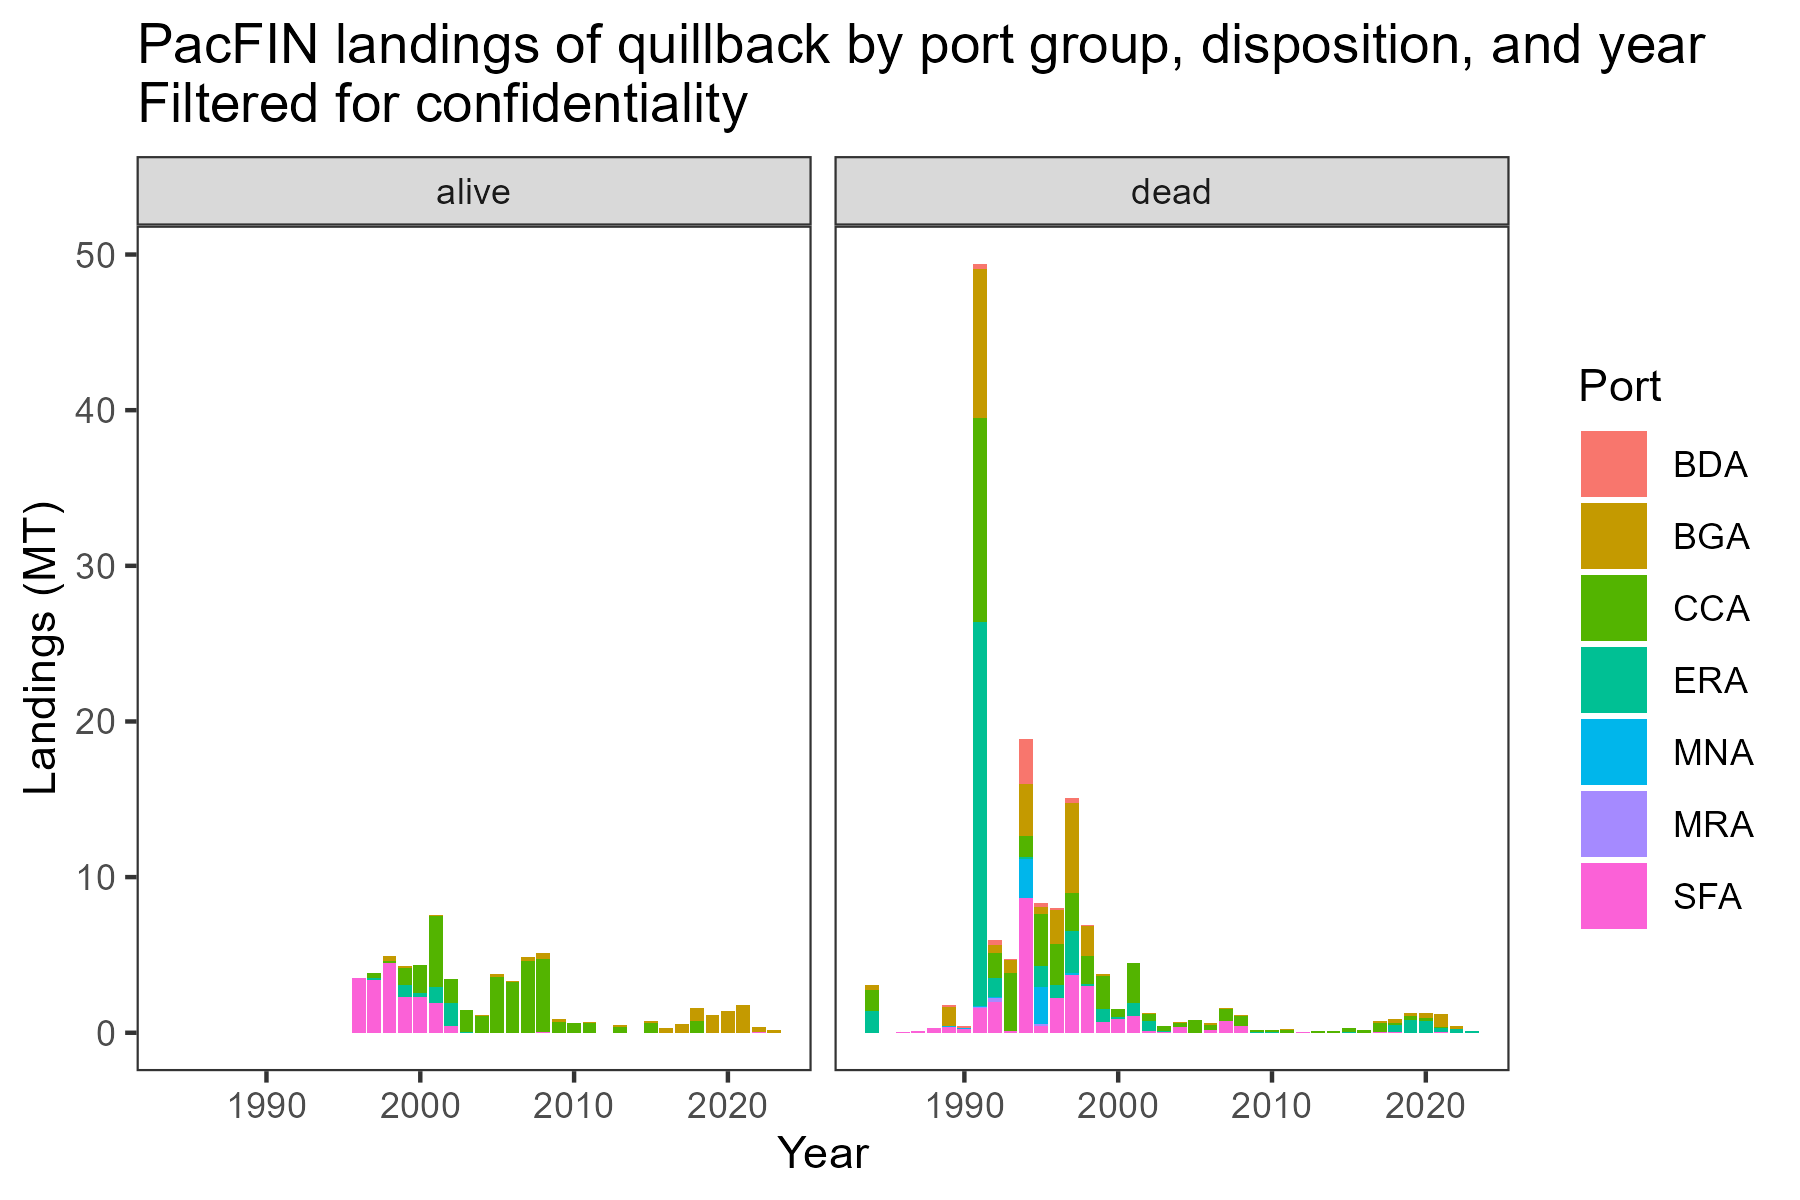 PacFIN landings of quillback by port group, disposition, and year
Filtered for confidentiality
alive
dead
50
40
30
20
10
0
Landings (MT)
1990
2000
2010
2020
1990
2000
2010
2020
Year
Port
BDA
BGA
CCA
ERA
MNA
MRA
SFA